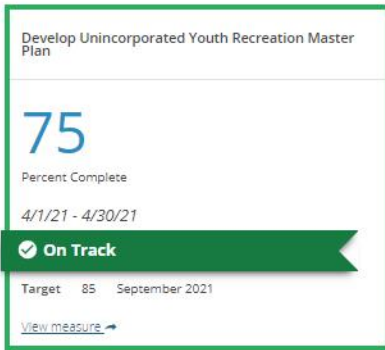 Develop Unincorporated Youth Recreation Master
Plan
75
Percent Complete
4/1/21 - 4/30/21
On Track
Target 85 September 2021
View measure